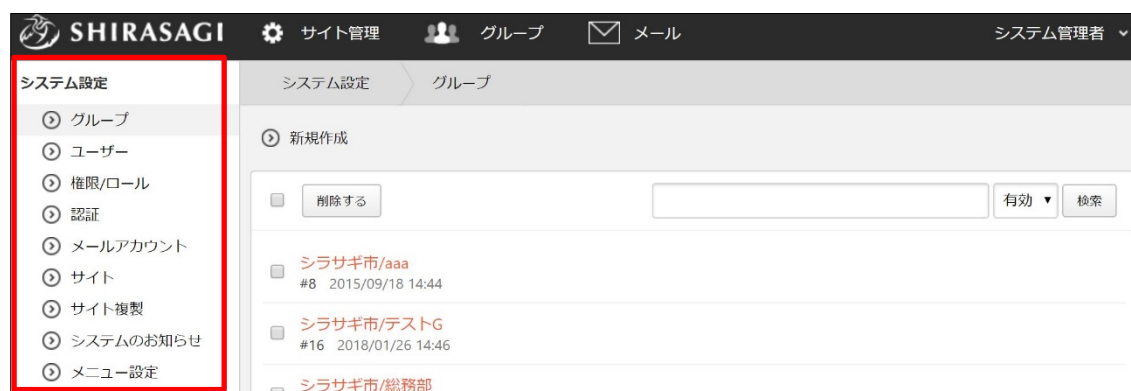 SHIRASAGI サイト管理 グループ メール システム管理者
システム設定
グループ
ユーザー
権限/ロール
認証
メールアカウント
サイト
サイト複製
システムのお知らせ
メニュー設定
システム設定 グループ
新規作成
削除する 有効 検索
シラサギ市/aaa
#8 2015/09/18 14:44
シラサギ市/テストG
#16 2018/01/26 14:46
シラサギ市/総務部